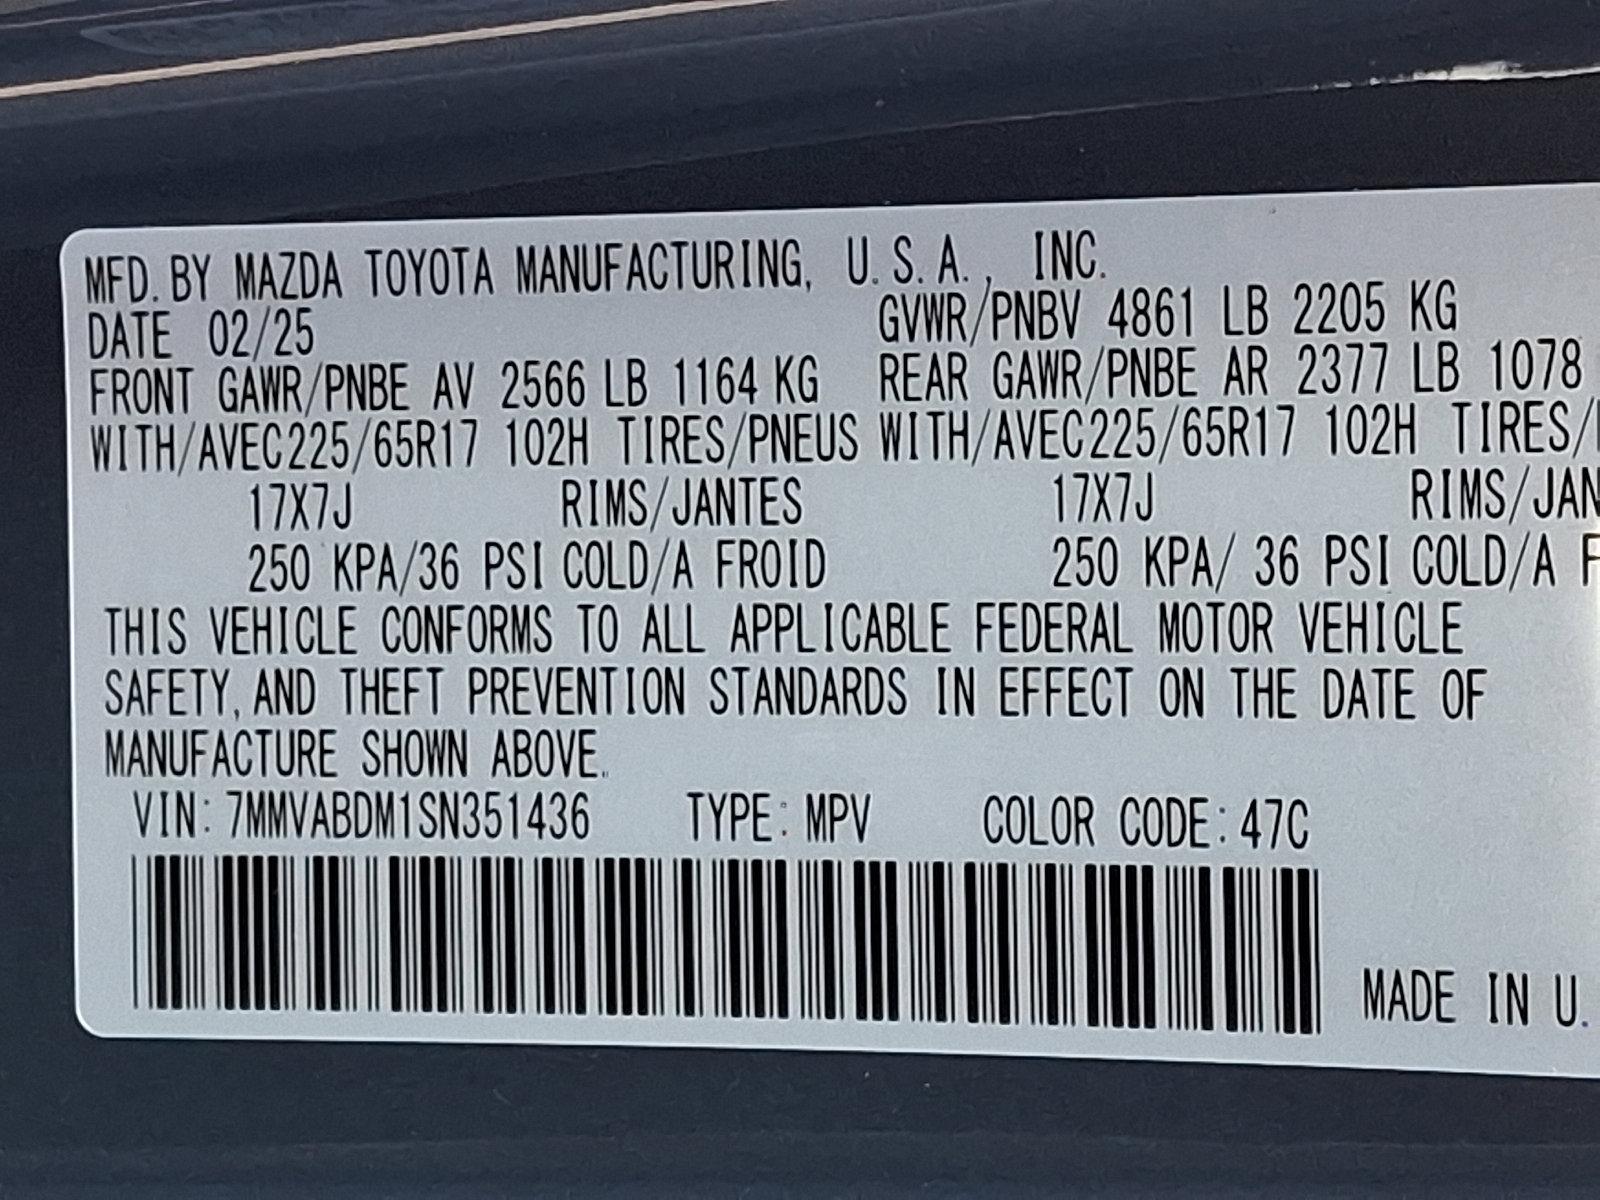 MFD. BY MAZDA TOYOTA MANUFACTURING, U.S.A., INC.
DATE 02/25 GVWR/PNBV 4861 LB 2205 KG
FRONT GAWR/PNBE AV 2566 LB 1164 KG REAR GAWR/PNBE AR 2377 LB 1078
WITH/AVEC225/65R17 102H TIRES/PNEUS WITH/AVEC225/65R17 102H TIRES/
17X7J RIMS/JANTES 17X7J RIMS/JAN
250 KPA/36 PSI COLD/A FROID 250 KPA/ 36 PSI COLD/A F
THIS VEHICLE CONFORMS TO ALL APPLICABLE FEDERAL MOTOR VEHICLE
SAFETY, AND THEFT PREVENTION STANDARDS IN EFFECT ON THE DATE OF
MANUFACTURE SHOWN ABOVE.
VIN: 7MMVABDM1SN351436 TYPE: MPV COLOR CODE: 47C
MADE IN U.